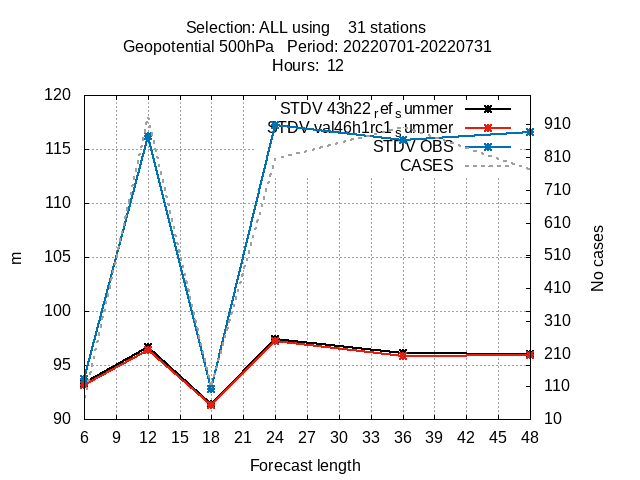 Selection: ALL using    31 stations
Geopotential 500hPa   Period: 20220701-20220731
Hours:  12
STDV 43h22_ref_summer
STDV val46h1rc1_summer
STDV OBS
CASES
120
115
110
105
100
95
90
m
910
810
710
610
510
410
310
210
110
10
No cases
6 9 12 15 18 21 24 27 30 33 36 39 42 45 48
Forecast length